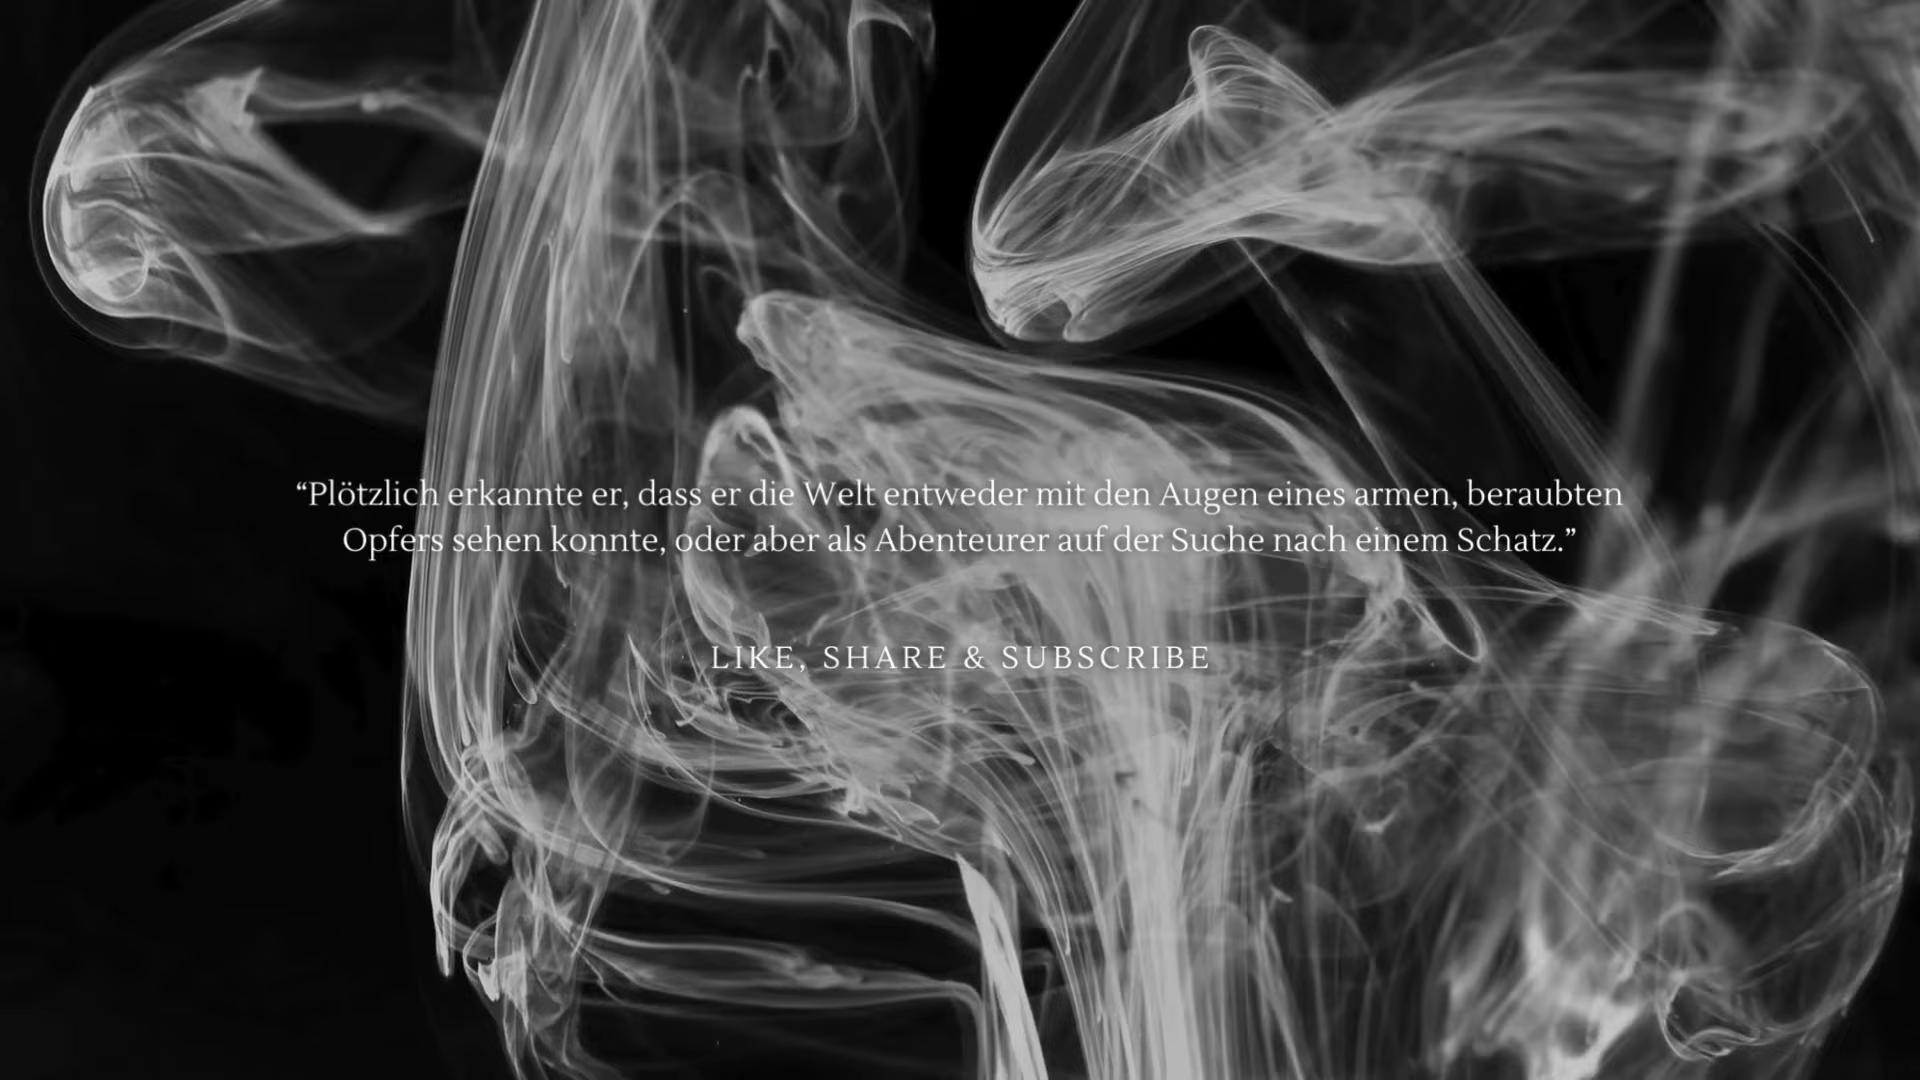 “Plötzlich erkannte er, dass er die Welt entweder mit den Augen eines armen, beraubten
Opfers sehen konnte, oder aber als Abenteurer auf der Suche nach einem Schatz.”
LIKE, SHARE & SUBSCRIBE